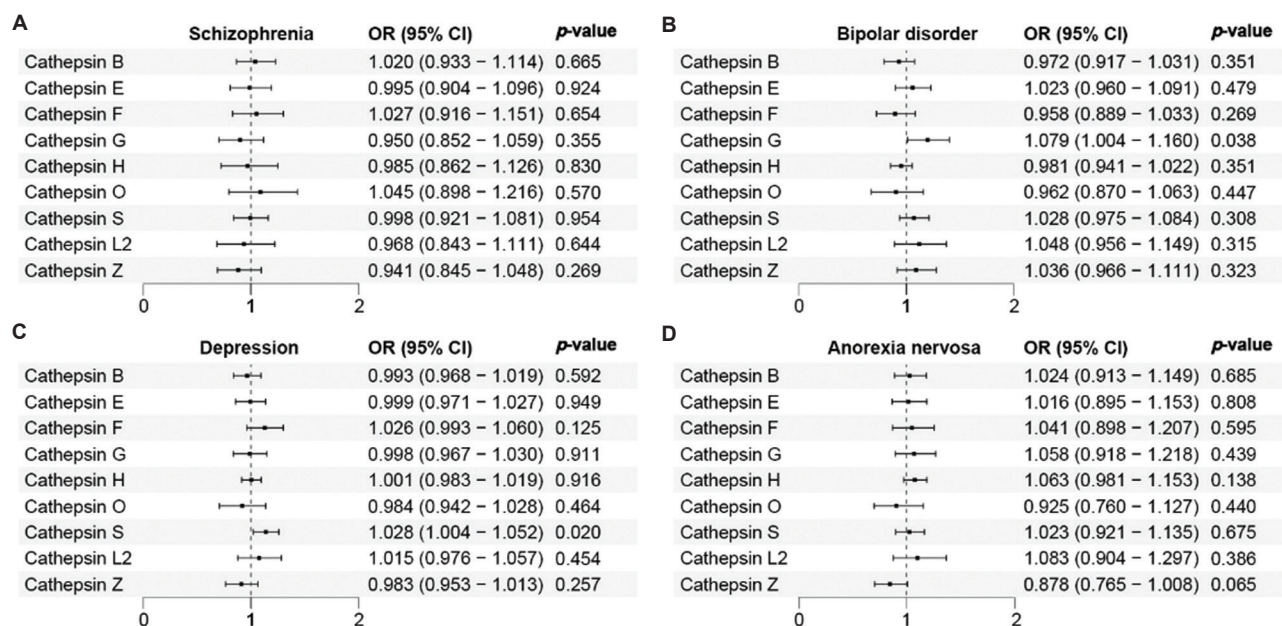 A
Schizophrenia OR (95% CI) p-value
Cathepsin B 1.020 (0.933 − 1.114) 0.665
Cathepsin E 0.995 (0.904 − 1.096) 0.924
Cathepsin F 1.027 (0.916 − 1.151) 0.654
Cathepsin G 0.950 (0.852 − 1.059) 0.355
Cathepsin H 0.985 (0.862 − 1.126) 0.830
Cathepsin O 1.045 (0.898 − 1.216) 0.570
Cathepsin S 0.998 (0.921 − 1.081) 0.954
Cathepsin L2 0.968 (0.843 − 1.111) 0.644
Cathepsin Z 0.941 (0.845 − 1.048) 0.269
0 1 2
B
Bipolar disorder OR (95% CI) p-value
Cathepsin B 0.972 (0.917 − 1.031) 0.351
Cathepsin E 1.023 (0.960 − 1.091) 0.479
Cathepsin F 0.958 (0.889 − 1.033) 0.269
Cathepsin G 1.079 (1.004 − 1.160) 0.038
Cathepsin H 0.981 (0.941 − 1.022) 0.351
Cathepsin O 0.962 (0.870 − 1.063) 0.447
Cathepsin S 1.028 (0.975 − 1.084) 0.308
Cathepsin L2 1.048 (0.956 − 1.149) 0.315
Cathepsin Z 1.036 (0.966 − 1.111) 0.323
0 1 2
C
Depression OR (95% CI) p-value
Cathepsin B 0.993 (0.968 − 1.019) 0.592
Cathepsin E 0.999 (0.971 − 1.027) 0.949
Cathepsin F 1.026 (0.993 − 1.060) 0.125
Cathepsin G 0.998 (0.967 − 1.030) 0.911
Cathepsin H 1.001 (0.983 − 1.019) 0.916
Cathepsin O 0.984 (0.942 − 1.028) 0.464
Cathepsin S 1.028 (1.004 − 1.052) 0.020
Cathepsin L2 1.015 (0.976 − 1.057) 0.454
Cathepsin Z 0.983 (0.953 − 1.013) 0.257
0 1 2
D
Anorexia nervosa OR (95% CI) p-value
Cathepsin B 1.024 (0.913 − 1.149) 0.685
Cathepsin E 1.016 (0.895 − 1.153) 0.808
Cathepsin F 1.041 (0.898 − 1.207) 0.595
Cathepsin G 1.058 (0.918 − 1.218) 0.439
Cathepsin H 1.063 (0.981 − 1.153) 0.138
Cathepsin O 0.925 (0.760 − 1.127) 0.440
Cathepsin S 1.023 (0.921 − 1.135) 0.675
Cathepsin L2 1.083 (0.904 − 1.297) 0.386
Cathepsin Z 0.878 (0.765 − 1.008) 0.065
0 1 2